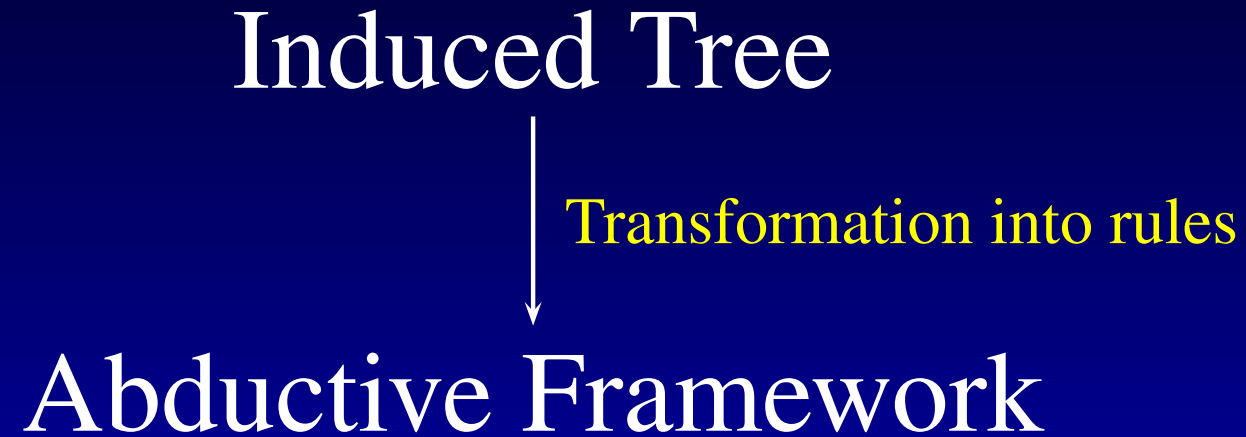 Induced Tree
Transformation into rules
Abductive Framework